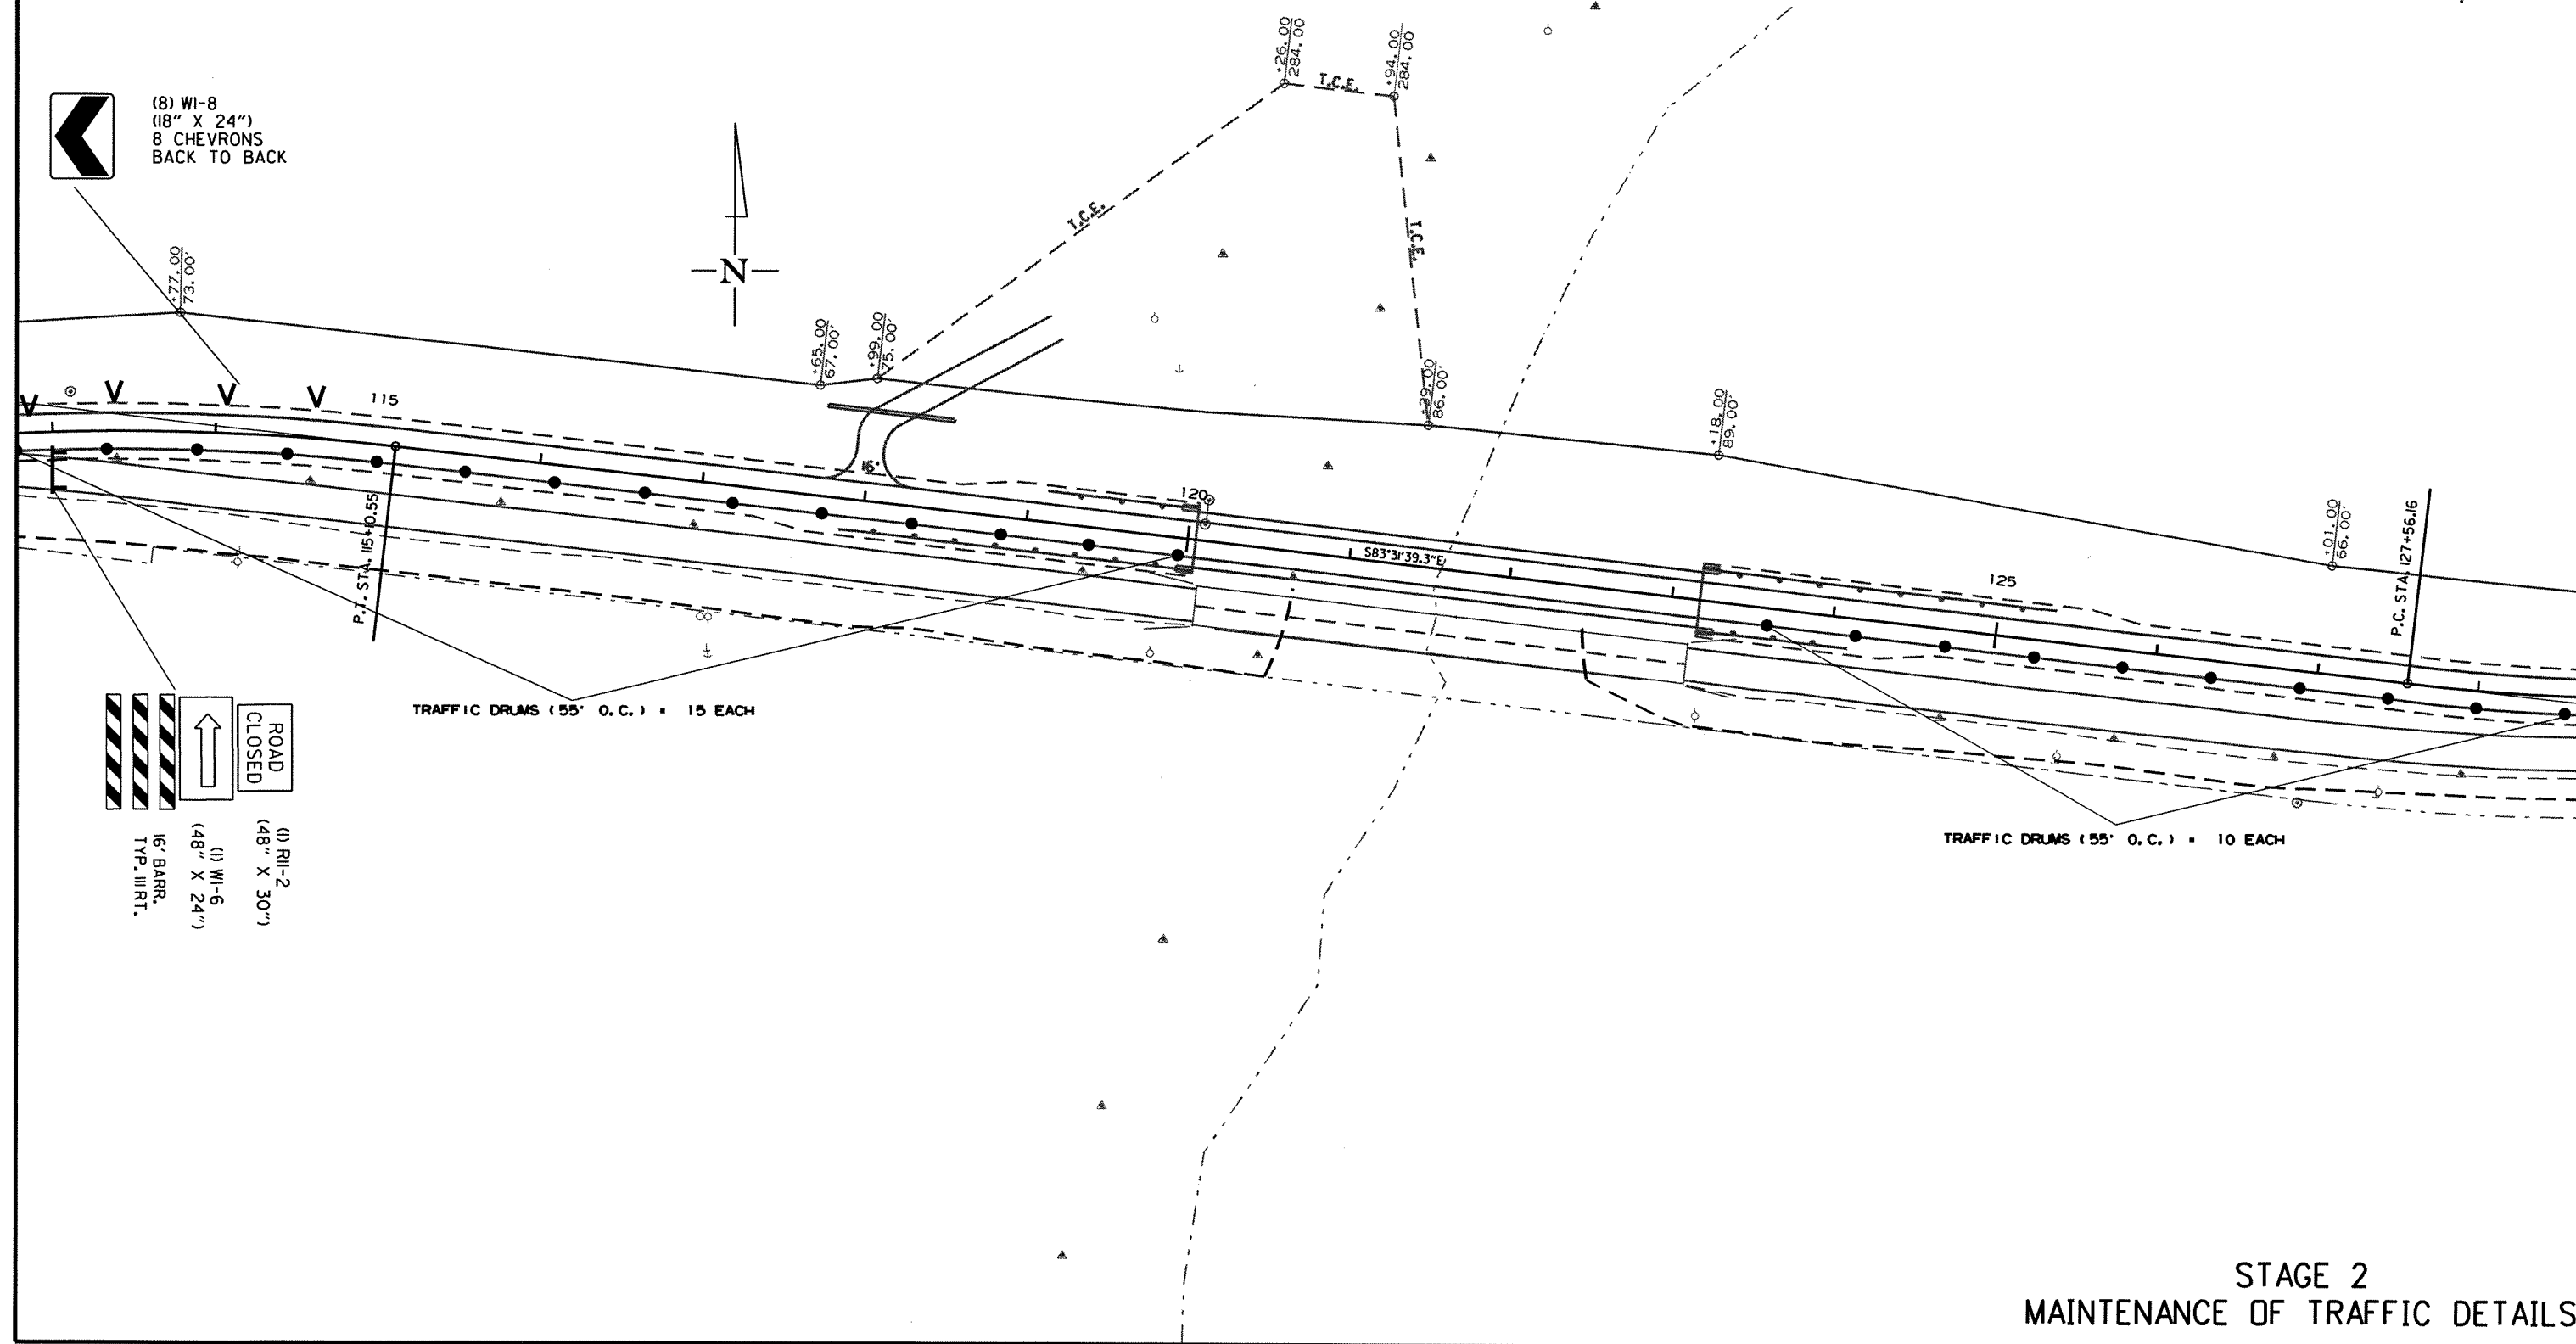 +26.00
284.00
+94.00
284.00
T.C.E.
(8) W1-8
(18" X 24")
8 CHEVRONS
BACK TO BACK
T.C.E.
T.C.E.
N
+77.00
73.00'
+65.00
67.00'
+99.00
75.00'
+39.00
86.00'
+18.00
89.00'
115
16'
120
S83°31'39.3"E
125
+01.00
66.00'
P.T. STA. 115+10.55
P.C. STA. 127+56.16
TRAFFIC DRUMS (55' O.C.) = 15 EACH
ROAD
CLOSED
(1) R11-2
(48" X 30")
(1) W1-6
(48" X 24")
16' BARR.
TYP. III RT.
TRAFFIC DRUMS (55' O.C.) = 10 EACH
STAGE 2
MAINTENANCE OF TRAFFIC DETAILS